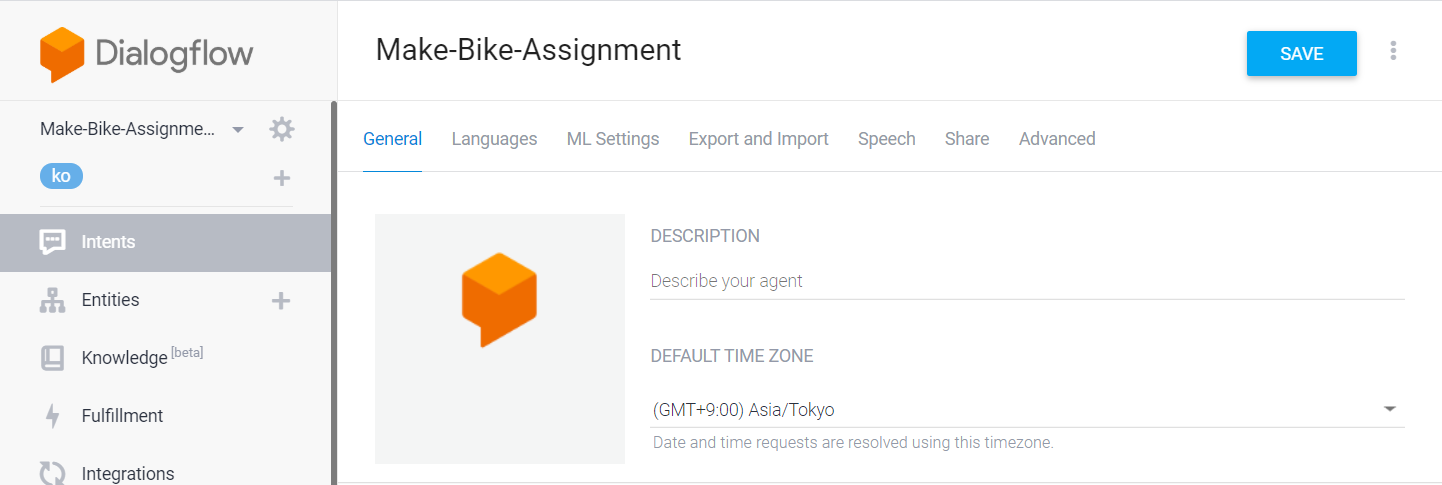 Dialogflow
Make-Bike-Assignment
SAVE
Make-Bike-Assignme...
ko
General Languages ML Settings Export and Import Speech Share Advanced
Intents
Entities
Knowledge [beta]
Fulfillment
Integrations
DESCRIPTION
Describe your agent
DEFAULT TIME ZONE
(GMT+9:00) Asia/Tokyo
Date and time requests are resolved using this timezone.